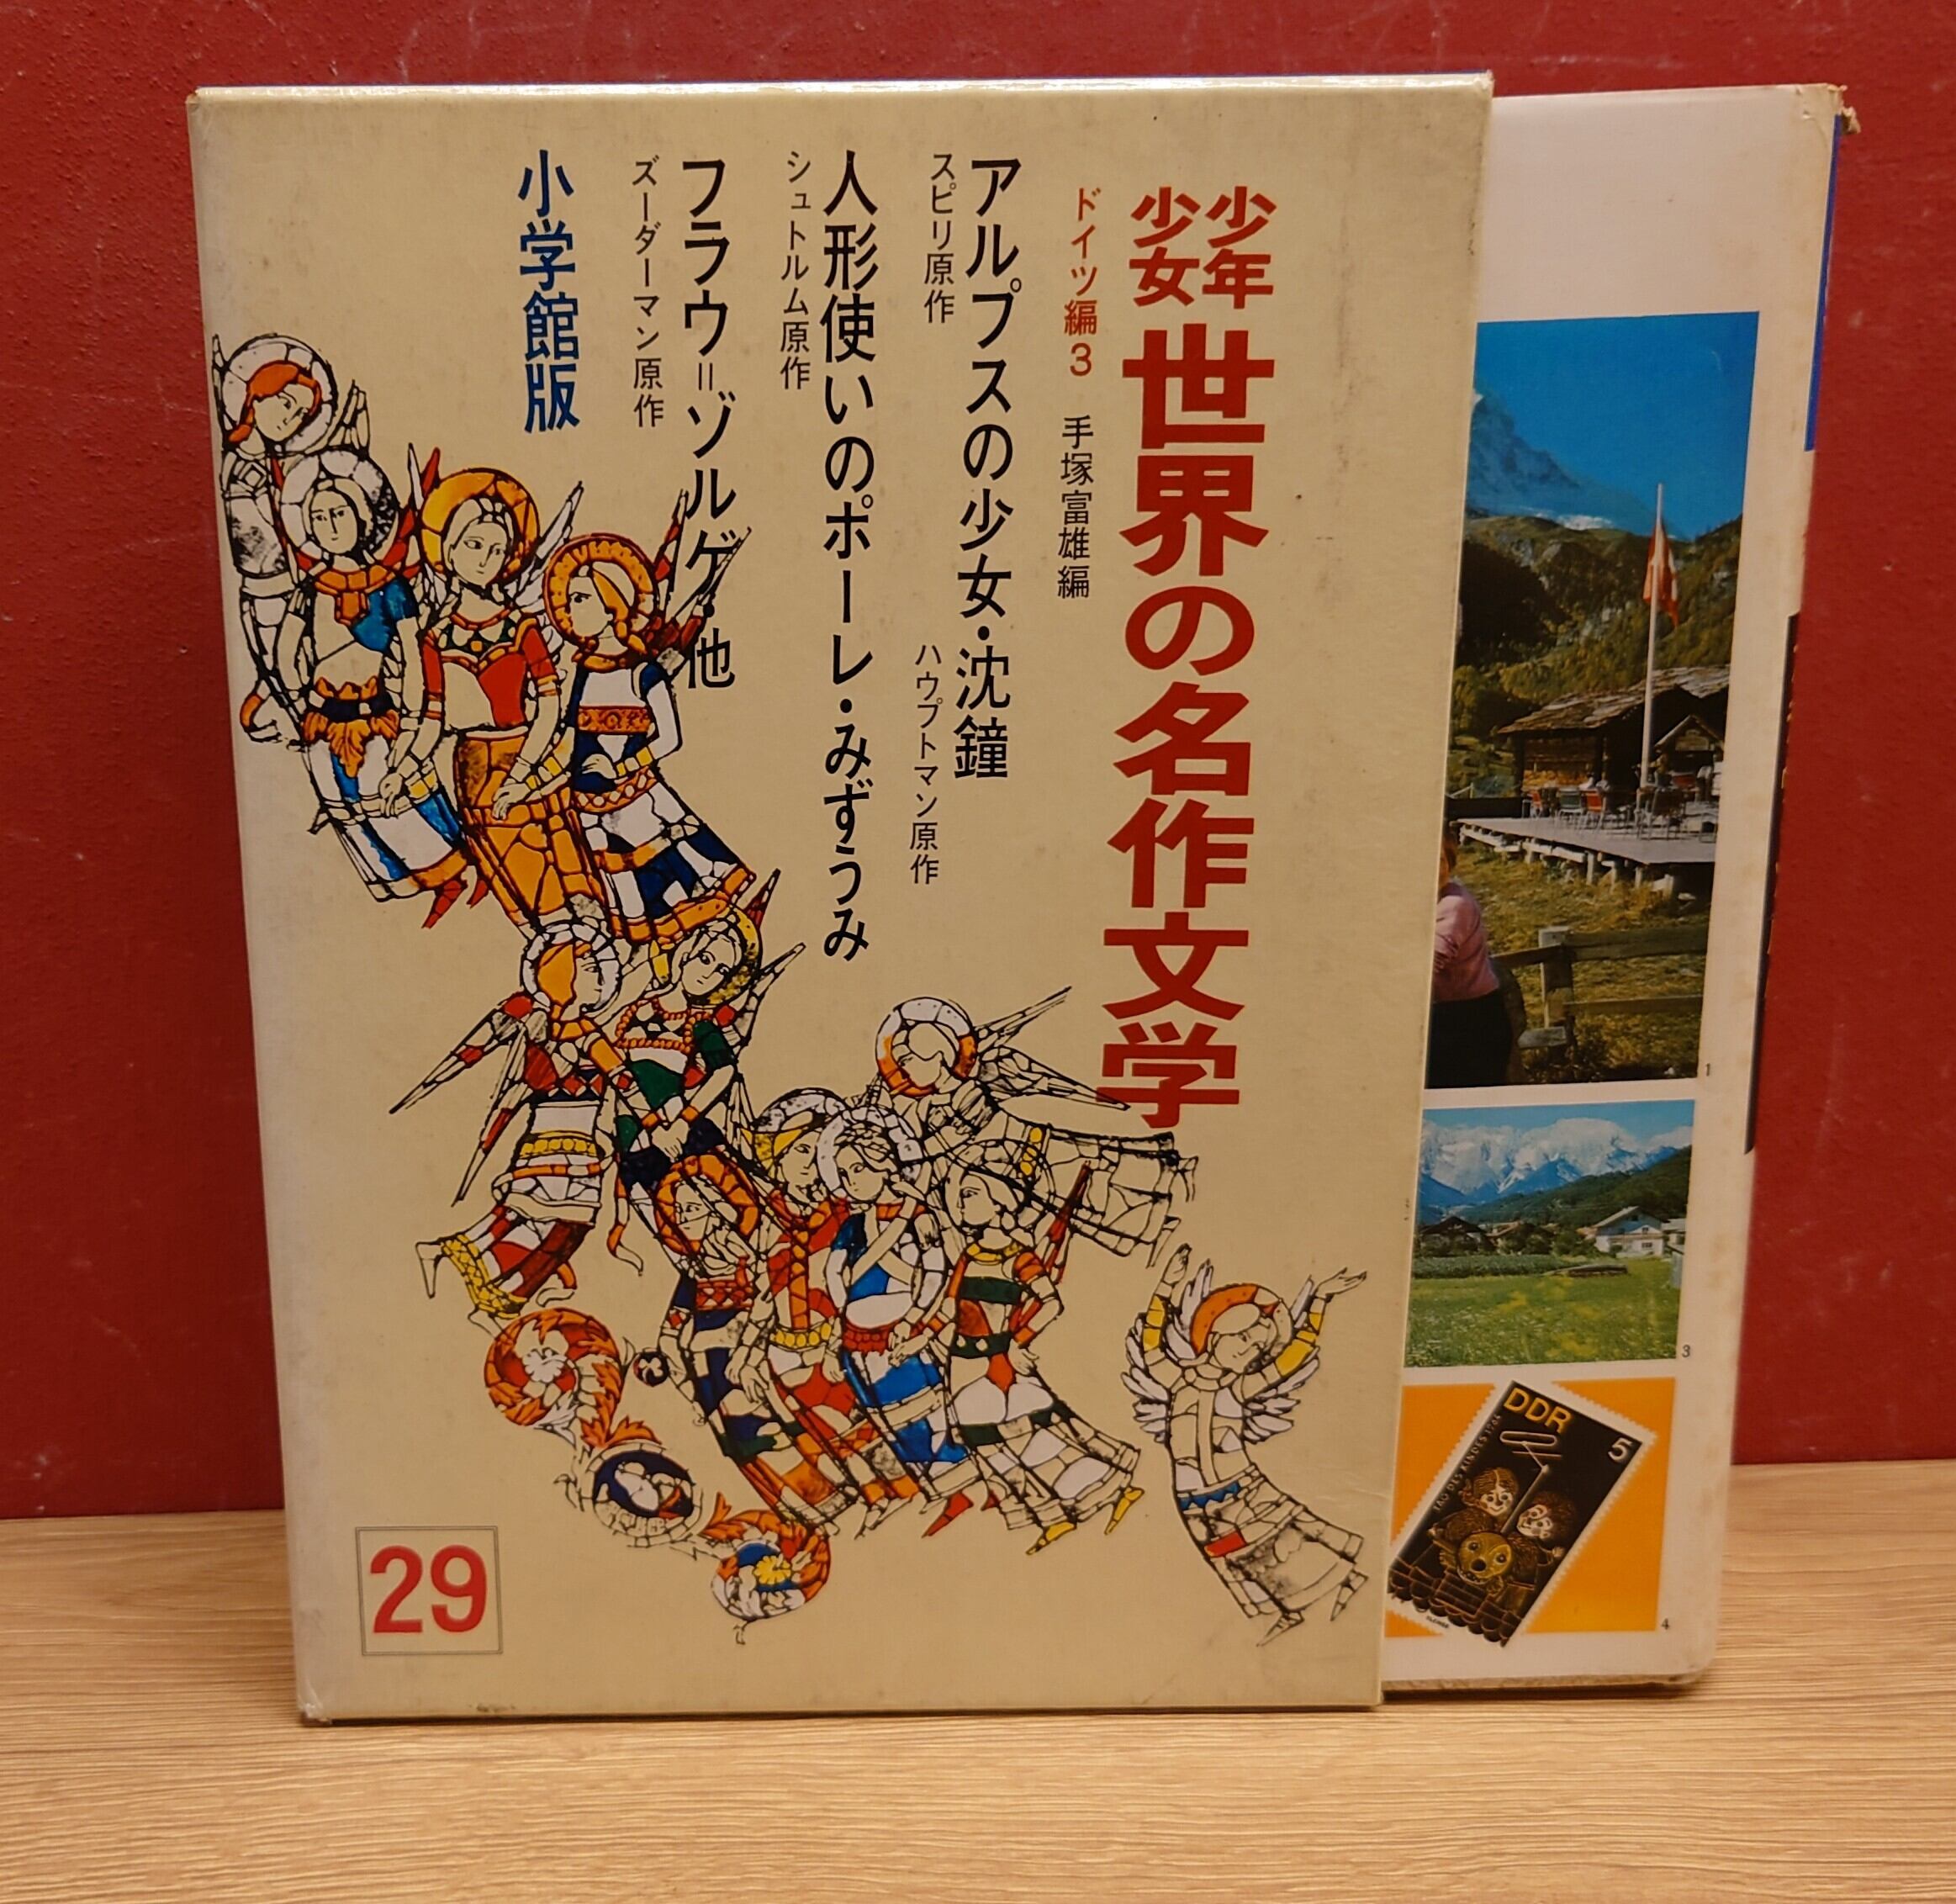 少年
少女
世界の名作文学
ドイツ編3 手塚富雄編
アルプスの少女・沈鐘
スピリ原作
ハウプトマン原作
人形使いのポーレ・みずうみ
シュトルム原作
フラウ=ゾルゲ・他
ズーダーマン原作
小学館版
29
1
3
DDR
5
4